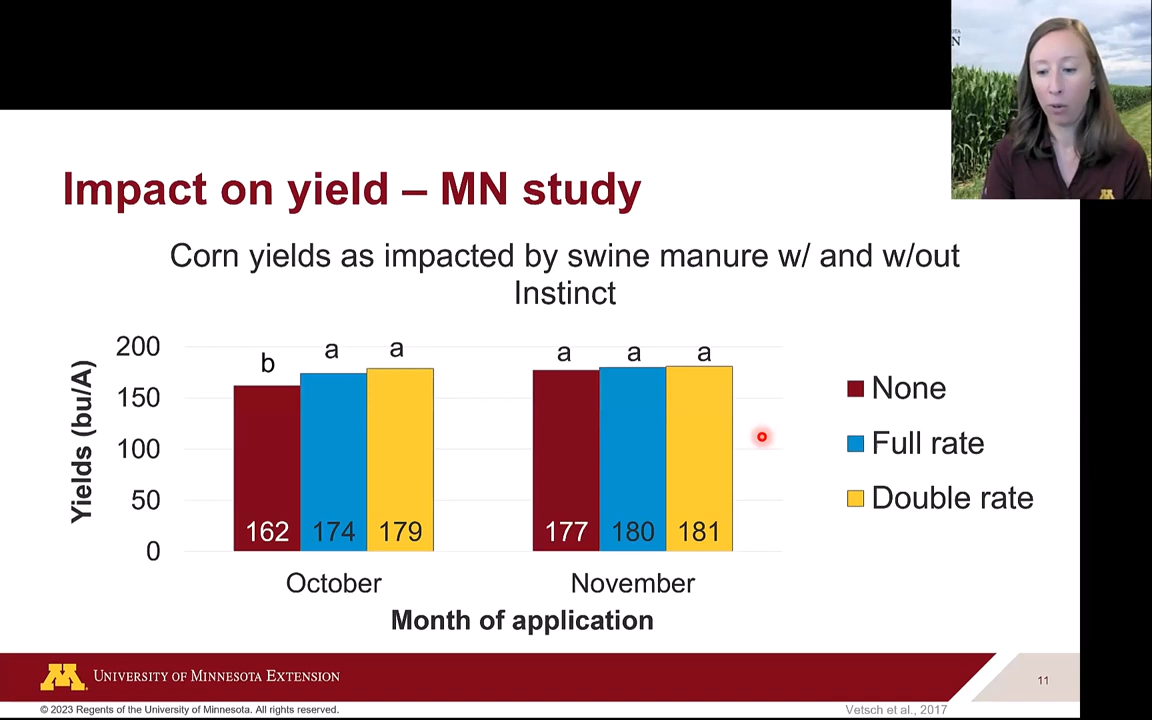 N
Impact on yield – MN study
Corn yields as impacted by swine manure w/ and w/out
Instinct
Yields (bu/A)
200
150
100
50
0
b a a
a a a
162 174 179
177 180 181
October
November
Month of application
None
Full rate
Double rate
UNIVERSITY OF MINNESOTA EXTENSION
11
© 2023 Regents of the University of Minnesota. All rights reserved.
Vetsch et al., 2017